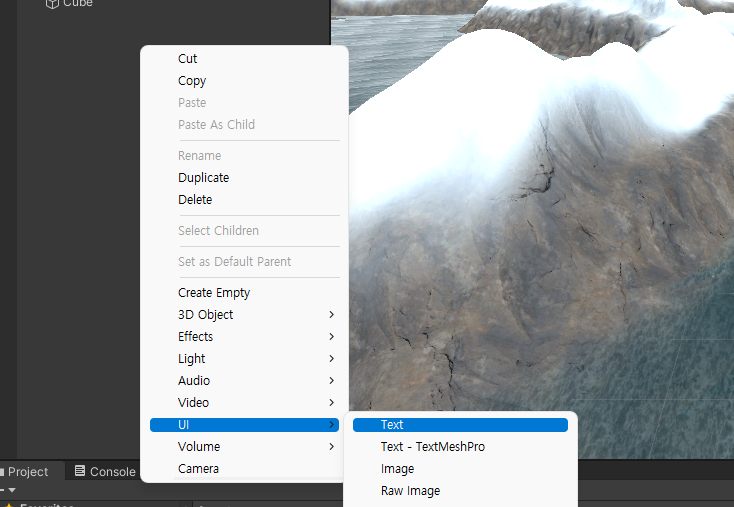 Cube
Cut
Copy
Paste
Paste As Child
Rename
Duplicate
Delete
Select Children
Set as Default Parent
Create Empty
3D Object
Effects
Light
Audio
Video
UI
Volume
Camera
Text
Text - TextMeshPro
Image
Raw Image
Project
Console
Favorites